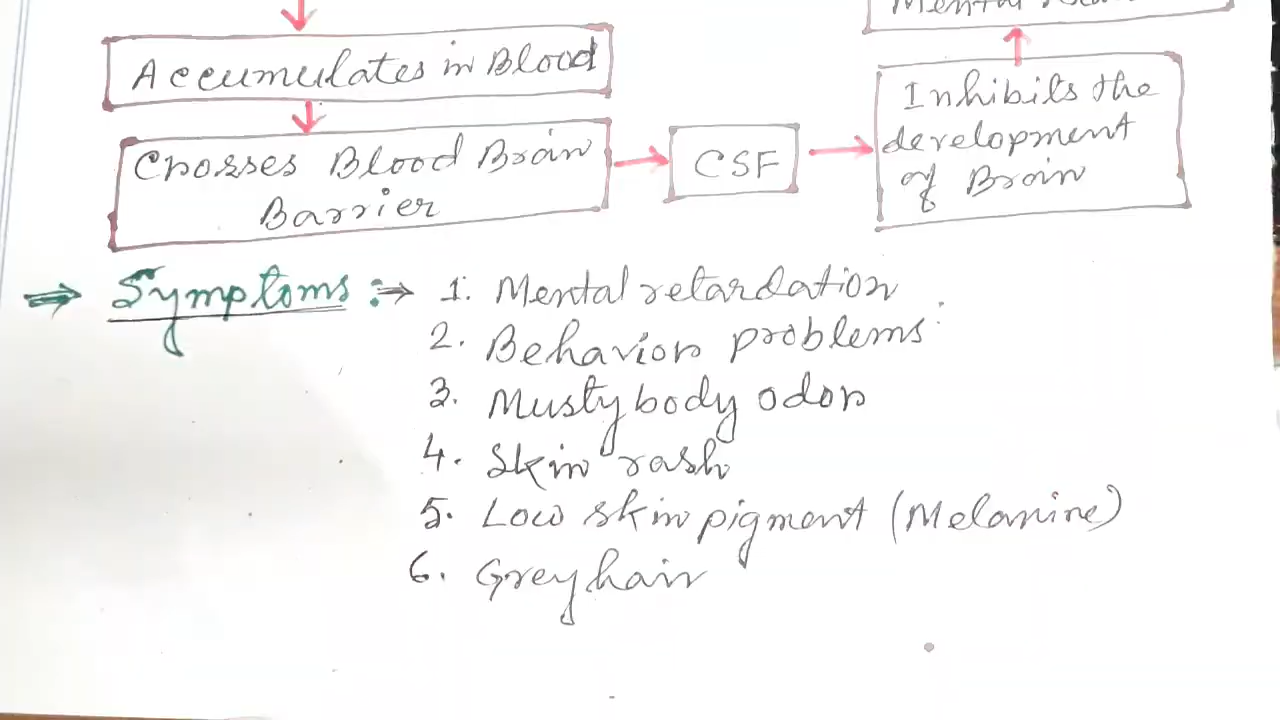 Mental
Accumulates in Blood
Crosses Blood Brain
Barrier
CSF
Inhibits the
development
of Brain
⇒ Symptoms :→ 1. Mental retardation
2. Behavior problems
3. Musty body odor
4. Skin rash
5. Low skin pigment (Melanine)
6. Grey hair